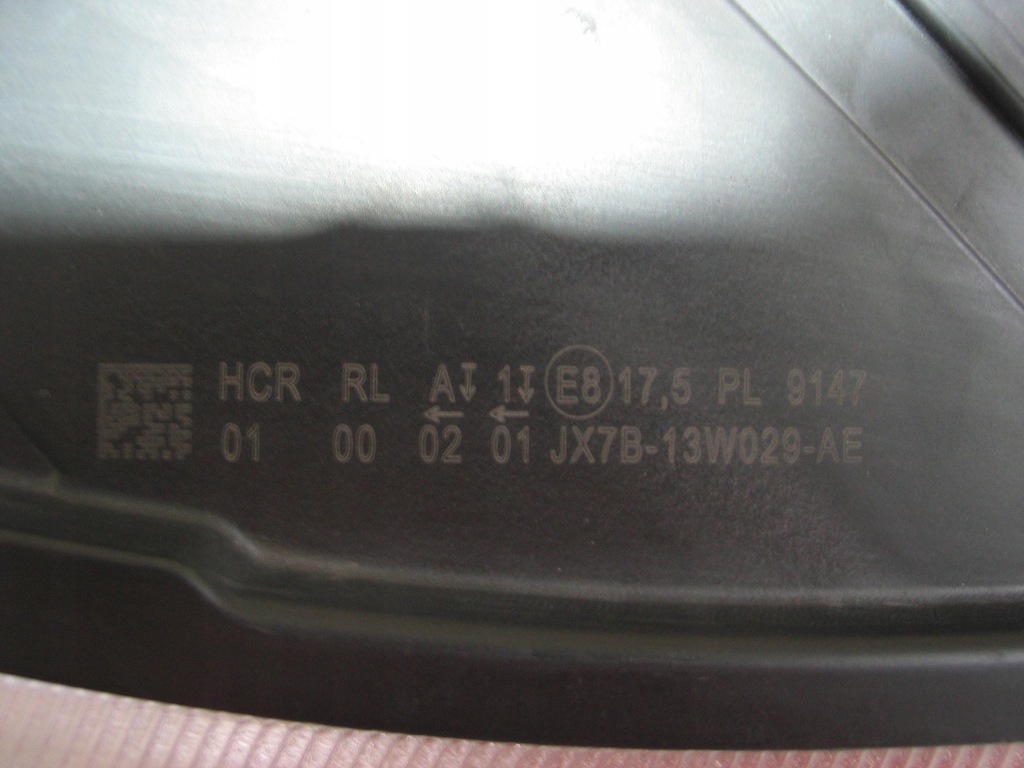 HCR RL A↧ 1↧ E8 17,5 PL 9147
← ←
01 00 02 01 JX7B-13W029-AE